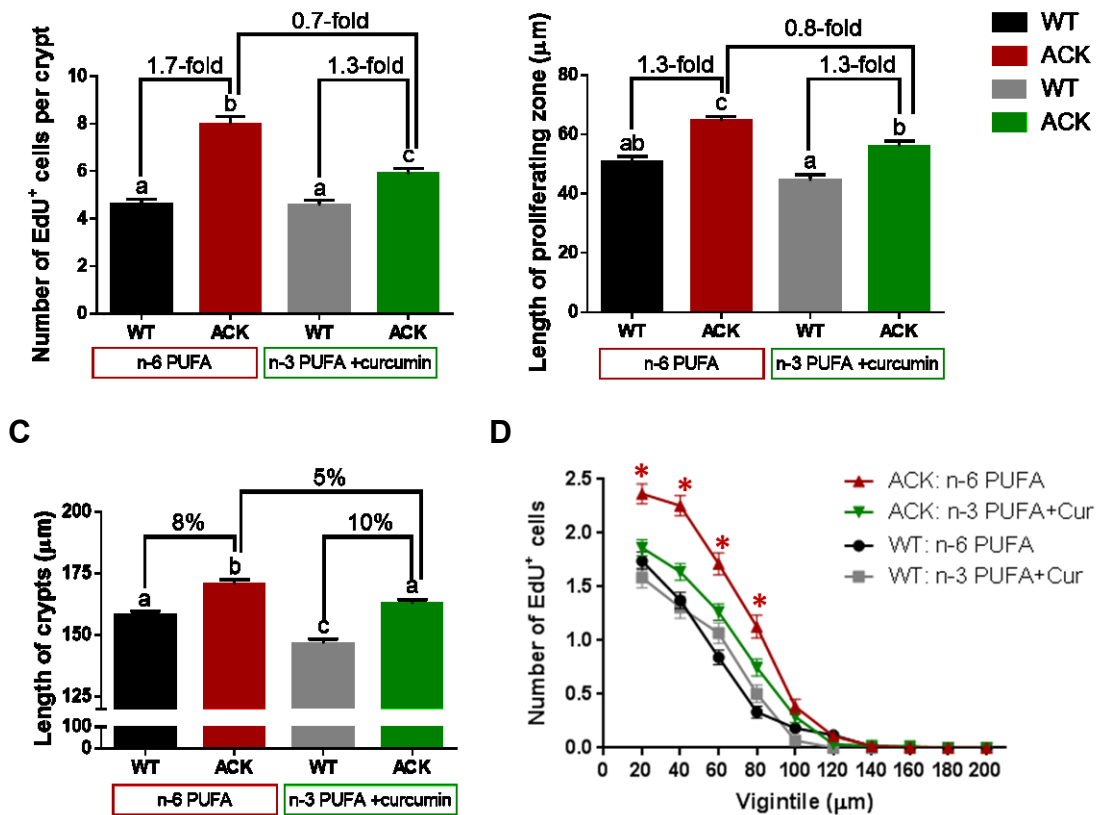 Number of EdU⁺ cells per crypt
10
8
6
4
2
0
0.7-fold
1.7-fold
1.3-fold
a
b
a
c
WT
ACK
WT
ACK
n-6 PUFA
n-3 PUFA +curcumin
Length of proliferating zone (μm)
80
60
40
20
0
0.8-fold
1.3-fold
1.3-fold
ab
c
a
b
WT
ACK
WT
ACK
n-6 PUFA
n-3 PUFA +curcumin
WT
ACK
WT
ACK
C
Length of crypts (μm)
200
175
150
125
100
0
5%
8%
10%
a
b
c
a
WT
ACK
WT
ACK
n-6 PUFA
n-3 PUFA +curcumin
D
Number of EdU⁺ cells
2.5
2.0
1.5
1.0
0.5
0.0
* * * *
ACK: n-6 PUFA
ACK: n-3 PUFA+Cur
WT: n-6 PUFA
WT: n-3 PUFA+Cur
0 20 40 60 80 100 120 140 160 180 200
Vigintile (μm)